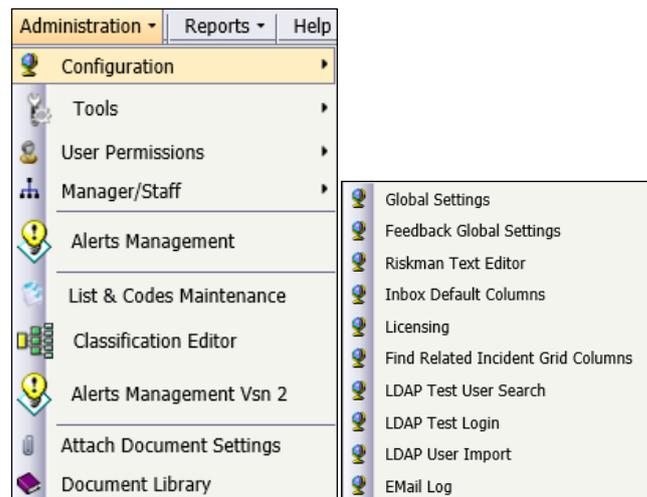 Administration Reports Help
Configuration
Tools
User Permissions
Manager/Staff
Alerts Management
List & Codes Maintenance
Classification Editor
Alerts Management Vsn 2
Attach Document Settings
Document Library
Global Settings
Feedback Global Settings
Riskman Text Editor
Inbox Default Columns
Licensing
Find Related Incident Grid Columns
LDAP Test User Search
LDAP Test Login
LDAP User Import
EMail Log